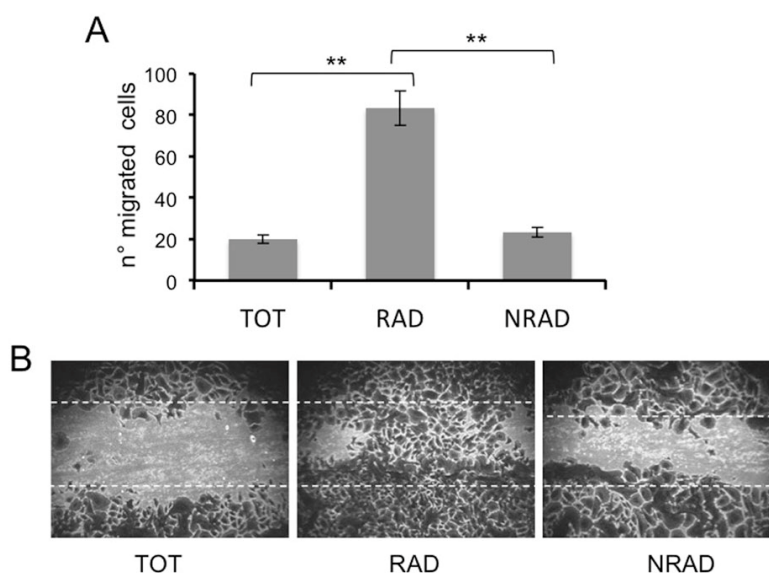 A
** **
100
80
60
40
20
0
n° migrated cells
TOT RAD NRAD
B
TOT RAD NRAD